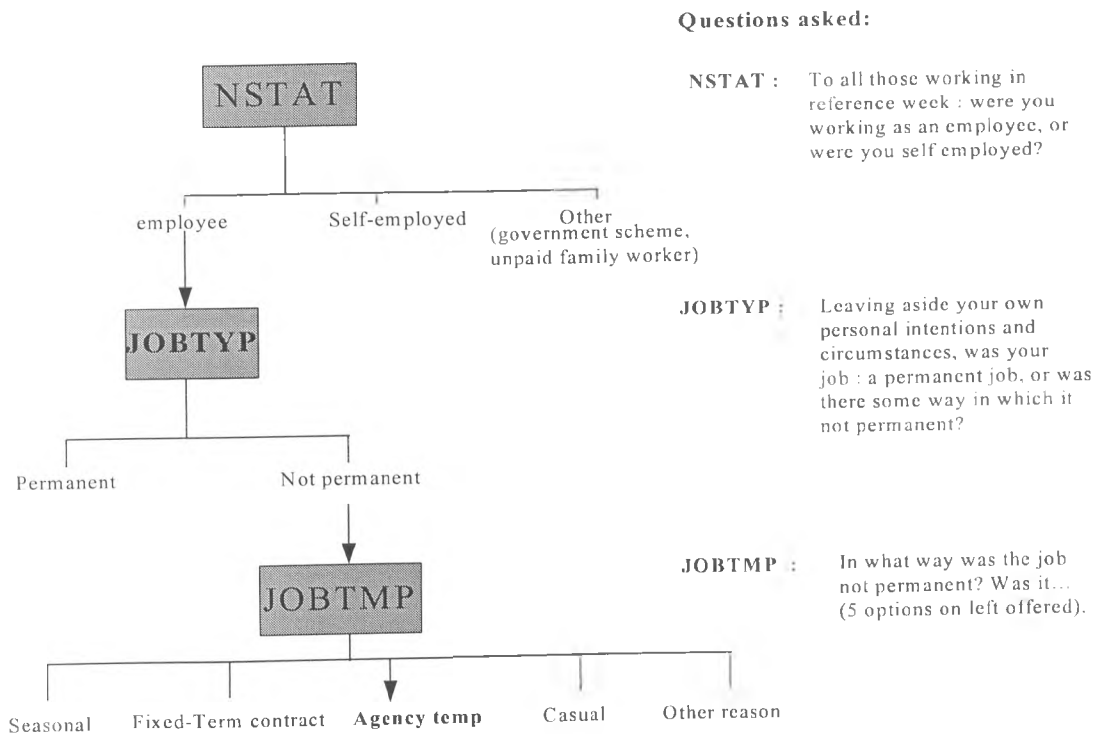 Questions asked:
NSTAT
NSTAT : To all those working in
reference week : were you
working as an employee, or
were you self employed?
employee Self-employed Other
(government scheme,
unpaid family worker)
JOBTYP
JOBTYP : Leaving aside your own
personal intentions and
circumstances, was your
job : a permanent job, or was
there some way in which it
not permanent?
Permanent Not permanent
JOBTMP
JOBTMP : In what way was the job
not permanent? Was it...
(5 options on left offered).
Seasonal Fixed-Term contract Agency temp Casual Other reason